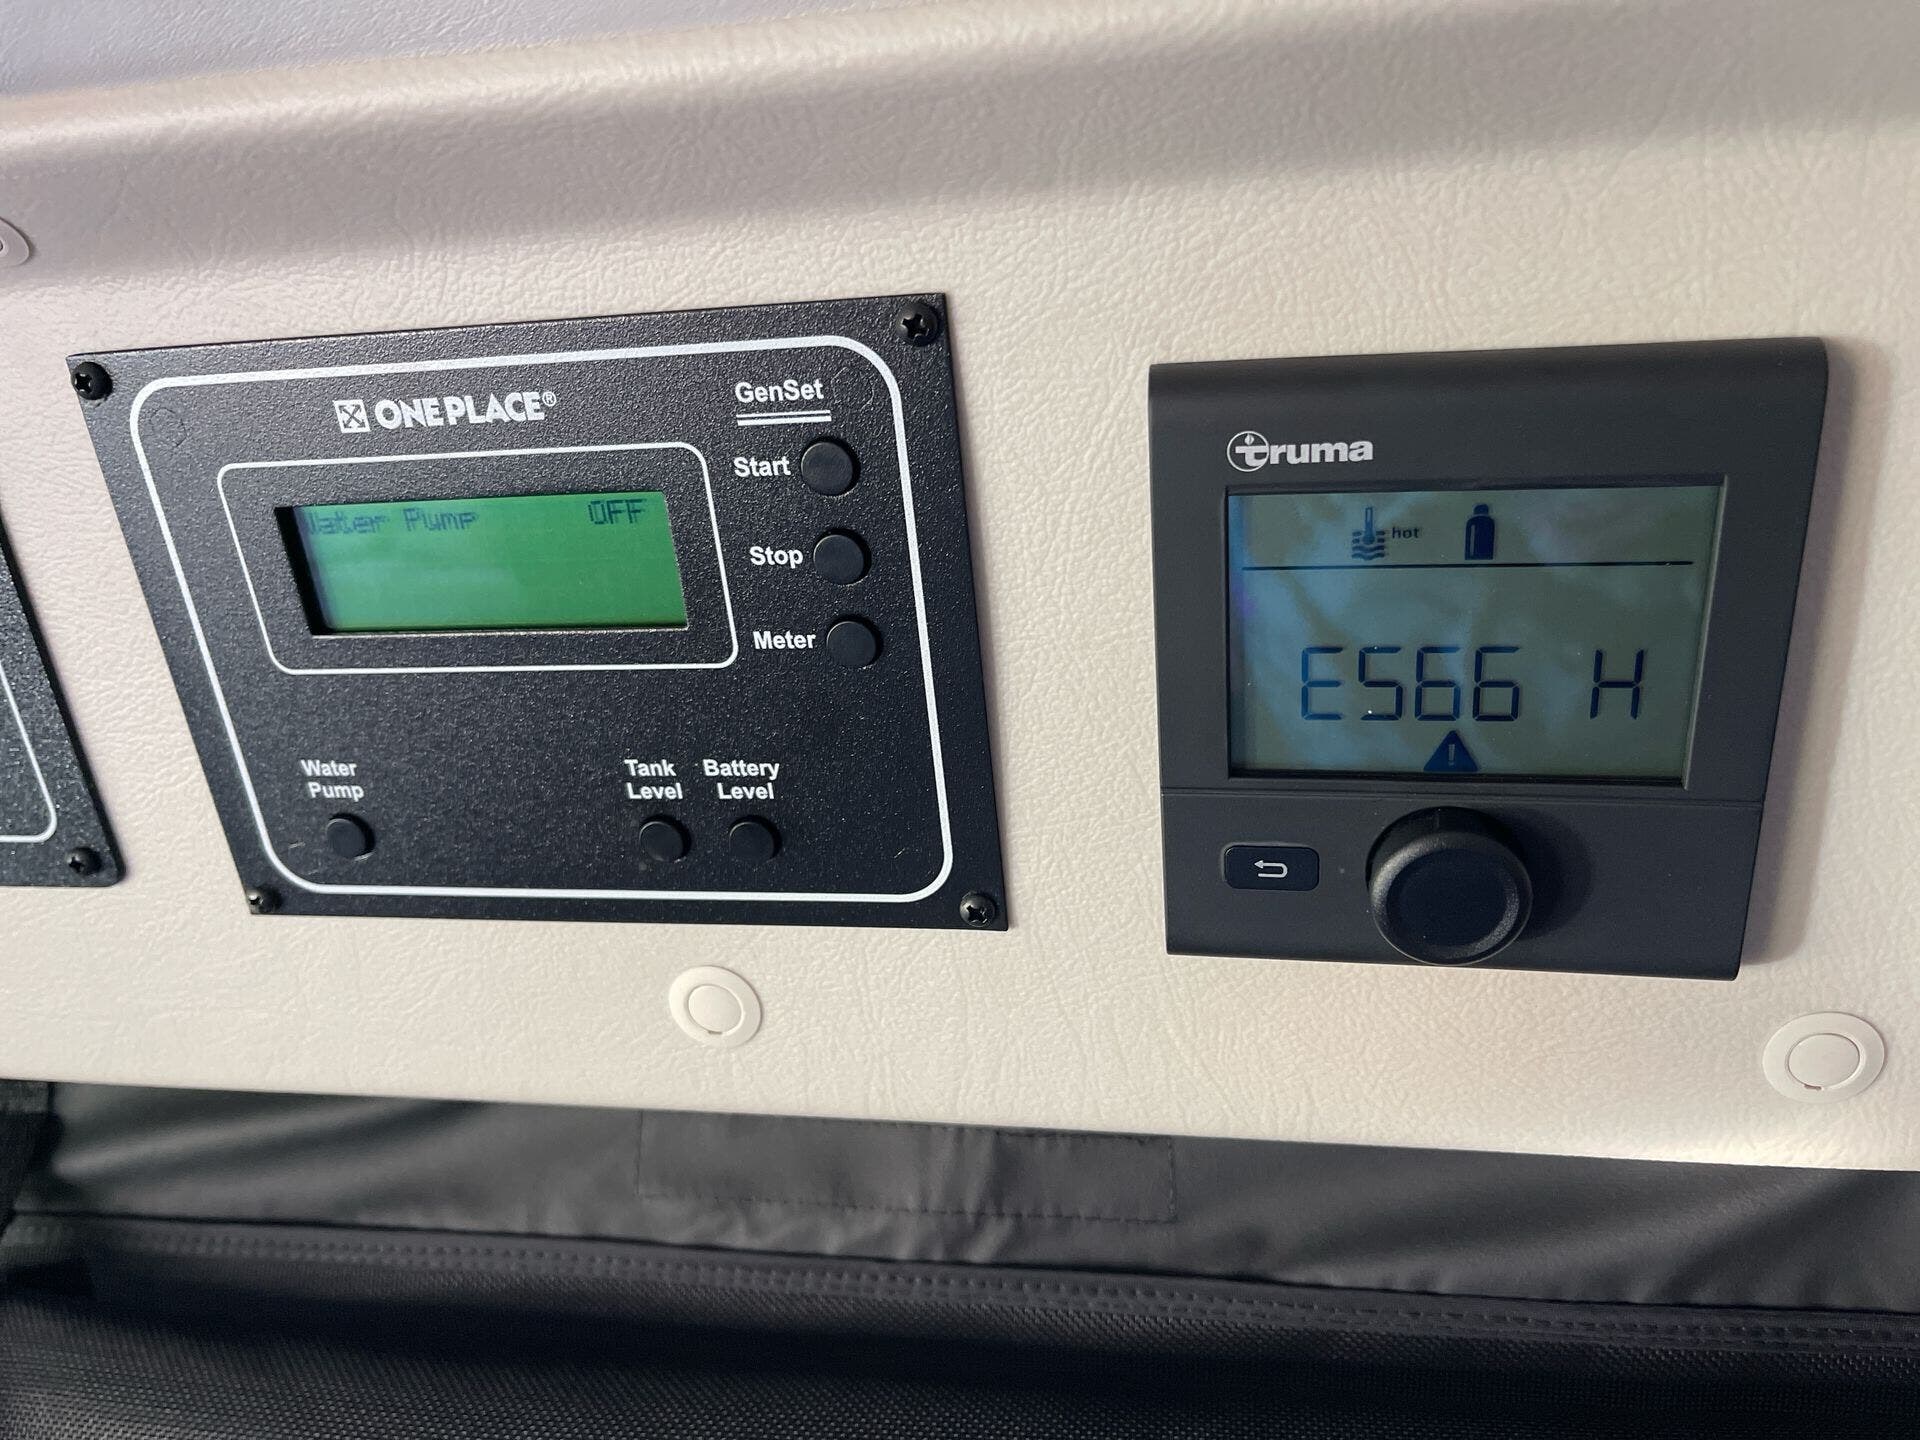 ONEPLACE®
GenSet
Water Pump OFF
Start
Stop
Meter
Water
Pump
Tank
Level
Battery
Level
truma
hot
E566 H